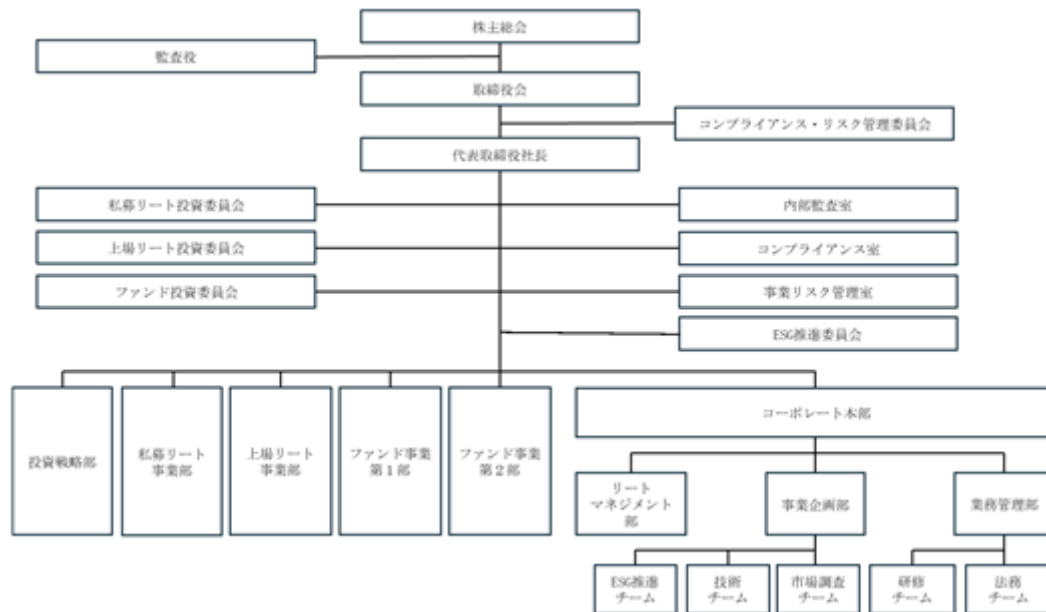 株主総会
監査役
取締役会
コンプライアンス・リスク管理委員会
代表取締役社長
私募リート投資委員会
内部監査室
上場リート投資委員会
コンプライアンス室
ファンド投資委員会
事業リスク管理室
ESG推進委員会
投資戦略部
私募リート
事業部
上場リート
事業部
ファンド事業
第1部
ファンド事業
第2部
コーポレート本部
リート
マネジメント
部
事業企画部
業務管理部
ESG推進
チーム
技術
チーム
市場調査
チーム
研修
チーム
法務
チーム